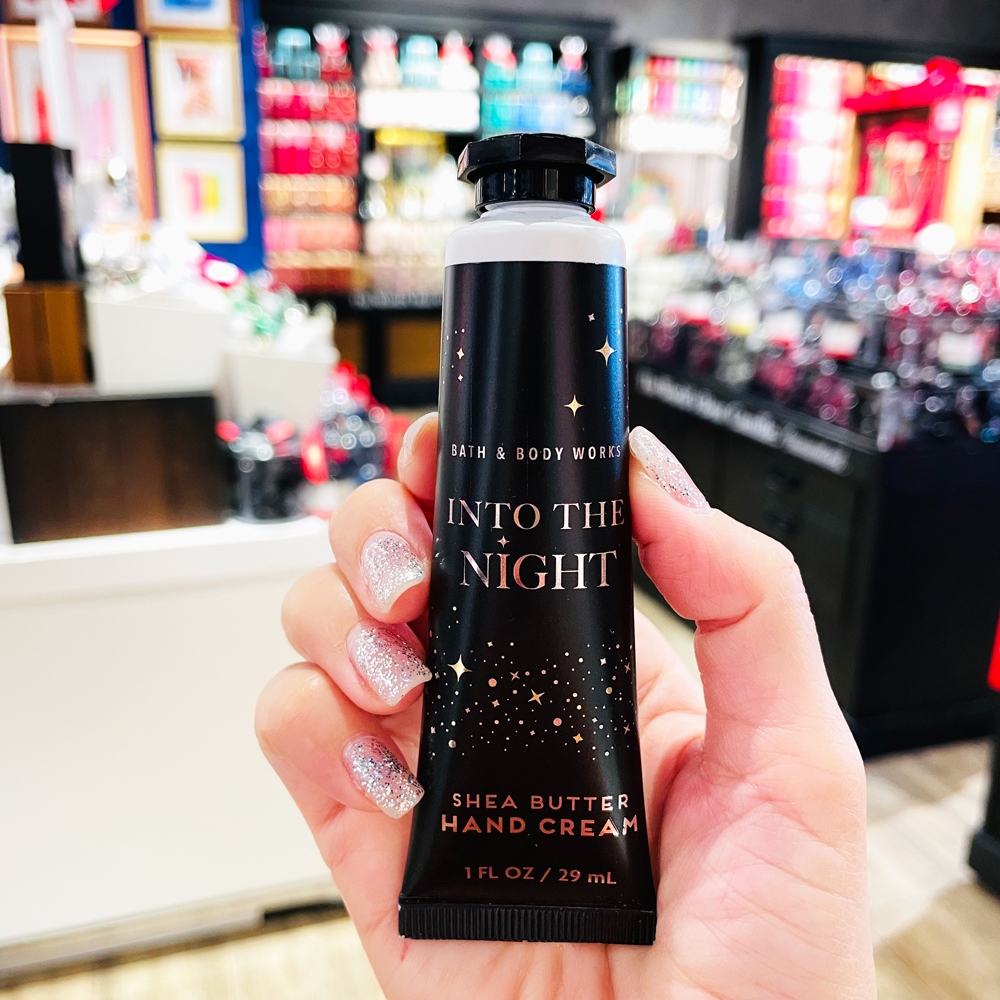 BATH & BODY WORKS
INTO THE
NIGHT
SHEA BUTTER
HAND CREAM
1 FL OZ / 29 mL